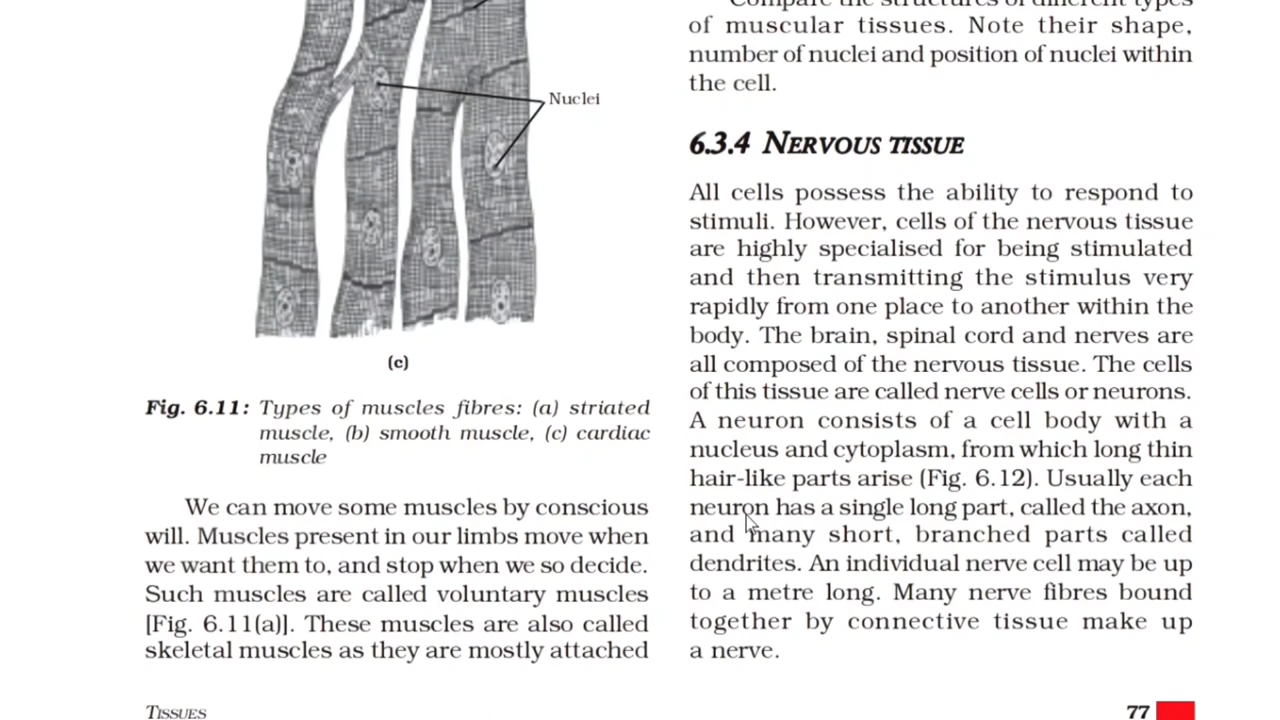 Nuclei
(c)
Fig. 6.11: Types of muscles fibres: (a) striated
muscle, (b) smooth muscle, (c) cardiac
muscle
We can move some muscles by conscious
will. Muscles present in our limbs move when
we want them to, and stop when we so decide.
Such muscles are called voluntary muscles
[Fig. 6.11(a)]. These muscles are also called
skeletal muscles as they are mostly attached
Compare the structures of different types
of muscular tissues. Note their shape,
number of nuclei and position of nuclei within
the cell.
6.3.4 NERVOUS TISSUE
All cells possess the ability to respond to
stimuli. However, cells of the nervous tissue
are highly specialised for being stimulated
and then transmitting the stimulus very
rapidly from one place to another within the
body. The brain, spinal cord and nerves are
all composed of the nervous tissue. The cells
of this tissue are called nerve cells or neurons.
A neuron consists of a cell body with a
nucleus and cytoplasm, from which long thin
hair-like parts arise (Fig. 6.12). Usually each
neuron has a single long part, called the axon,
and many short, branched parts called
dendrites. An individual nerve cell may be up
to a metre long. Many nerve fibres bound
together by connective tissue make up
a nerve.
TISSUES
77